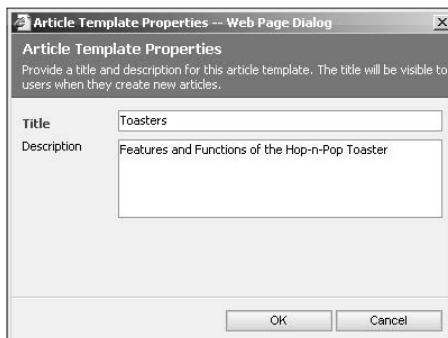 Article Template Properties -- Web Page Dialog
Article Template Properties
Provide a title and description for this article template. The title will be visible to
users when they create new articles.
Title
Toasters
Description
Features and Functions of the Hop-n-Pop Toaster
OK
Cancel